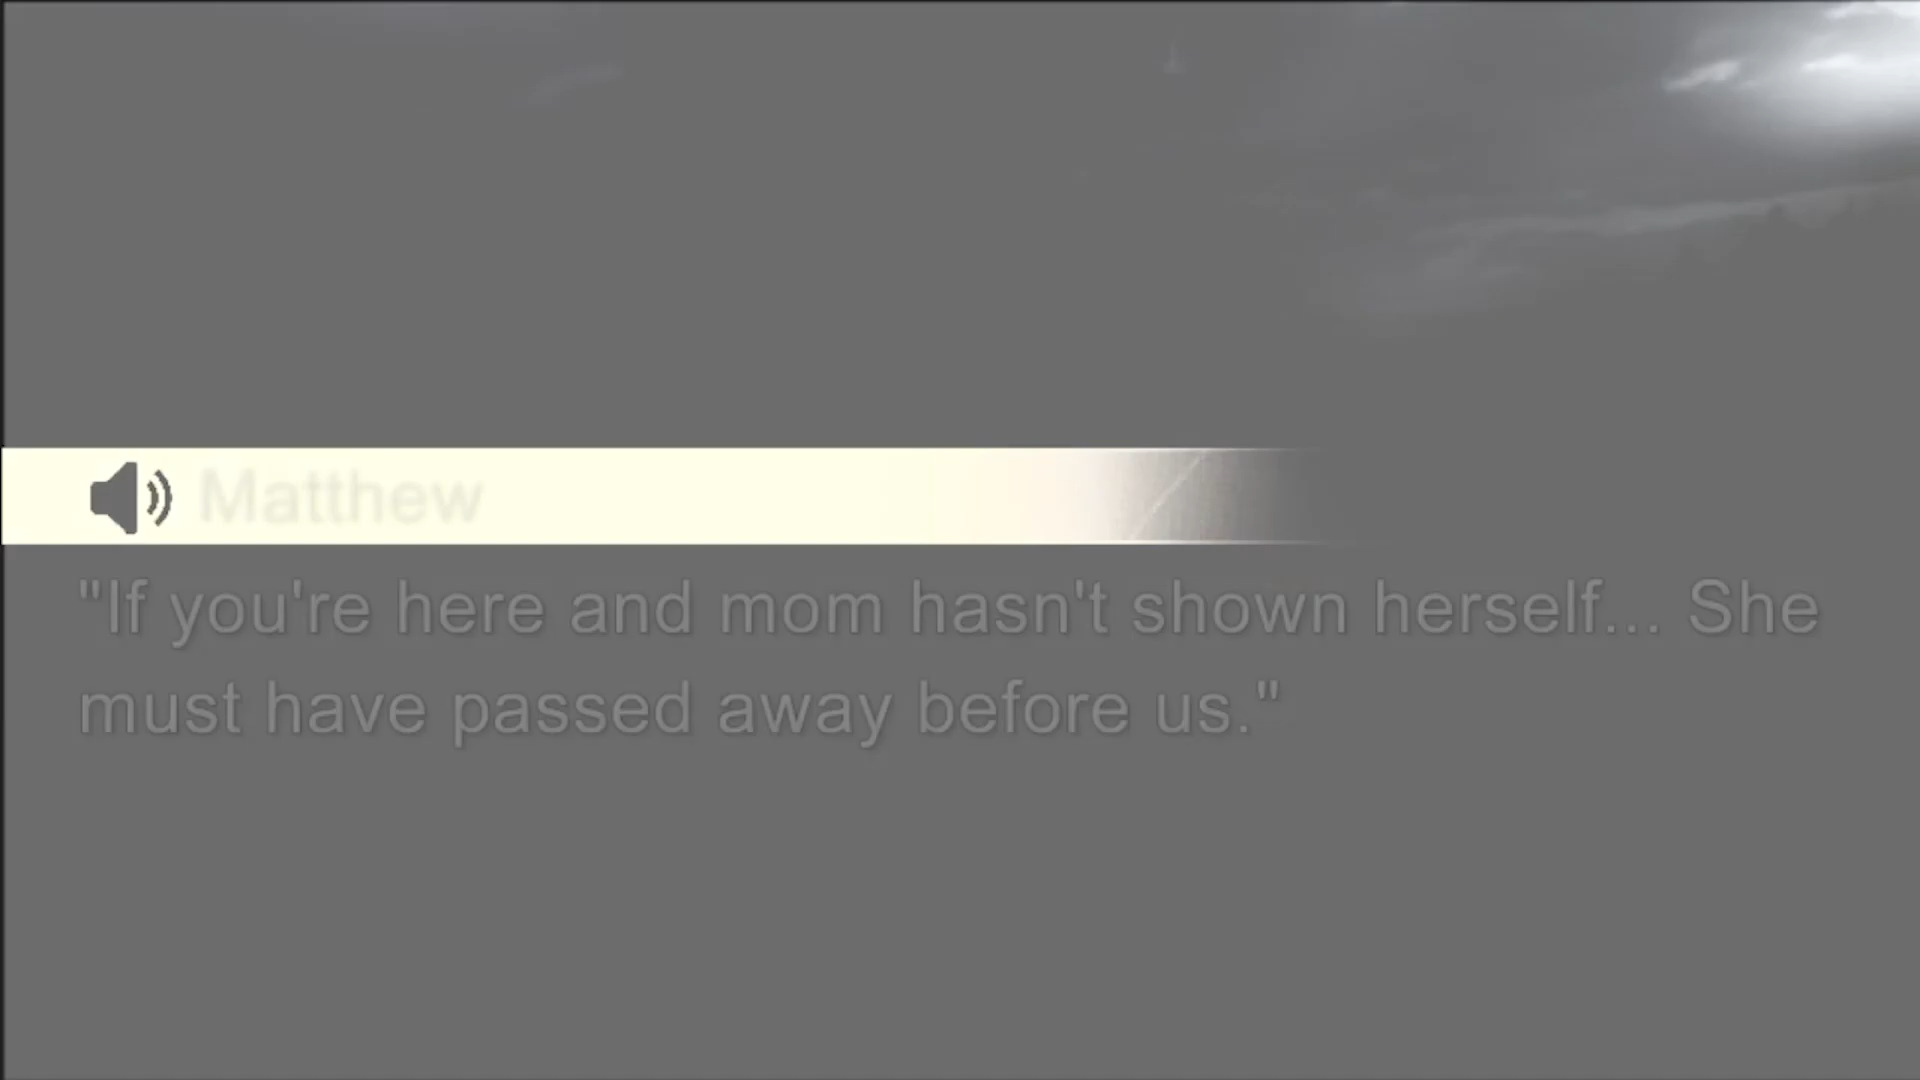 Matthew
"If you're here and mom hasn't shown herself... She
must have passed away before us."